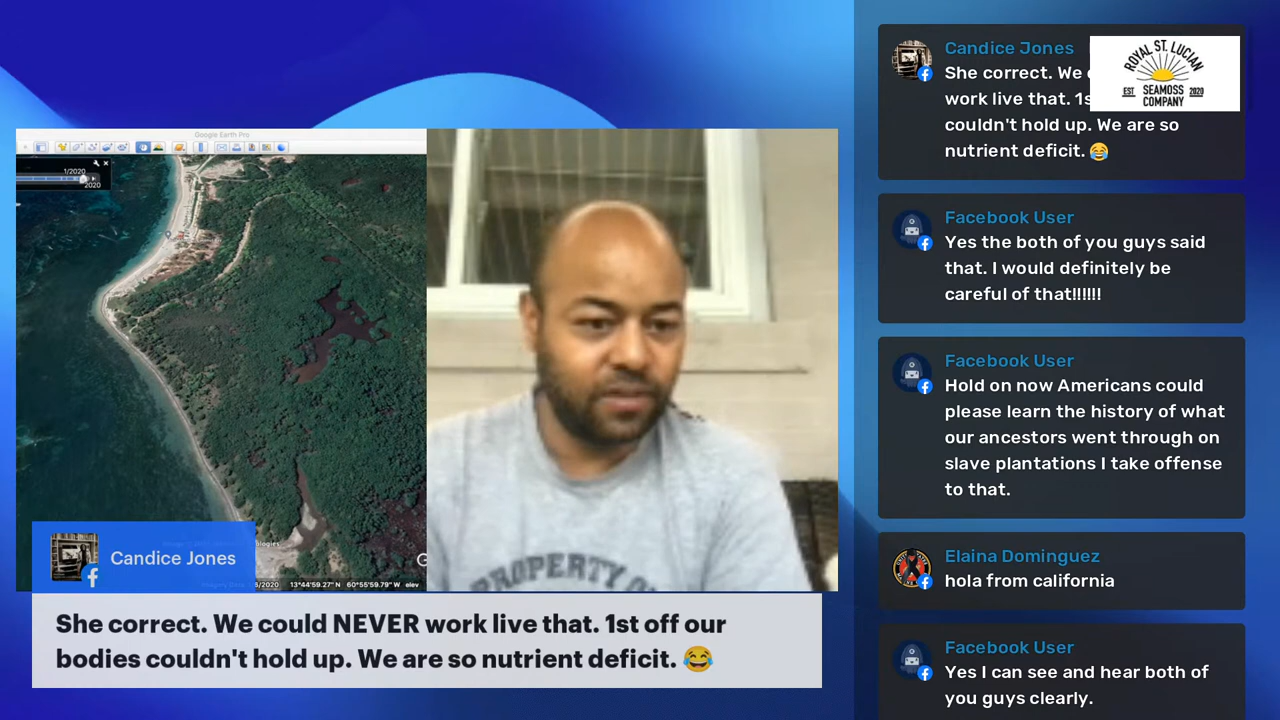 Google Earth Pro
1/2020
2020
13°44'59.27" N 60°55'59.79" W elev
PROPERTY OF
Candice Jones
She correct. We could NEVER work live that. 1st off our
bodies couldn't hold up. We are so nutrient deficit. 😂
Candice Jones
She correct. We
work live that. 1s
couldn't hold up. We are so
nutrient deficit. 😂
ROYAL ST. LUCIAN
EST SEAMOSS 2020
COMPANY
Facebook User
Yes the both of you guys said
that. I would definitely be
careful of that!!!!!!
Facebook User
Hold on now Americans could
please learn the history of what
our ancestors went through on
slave plantations I take offense
to that.
Elaina Dominguez
hola from california
Facebook User
Yes I can see and hear both of
you guys clearly.